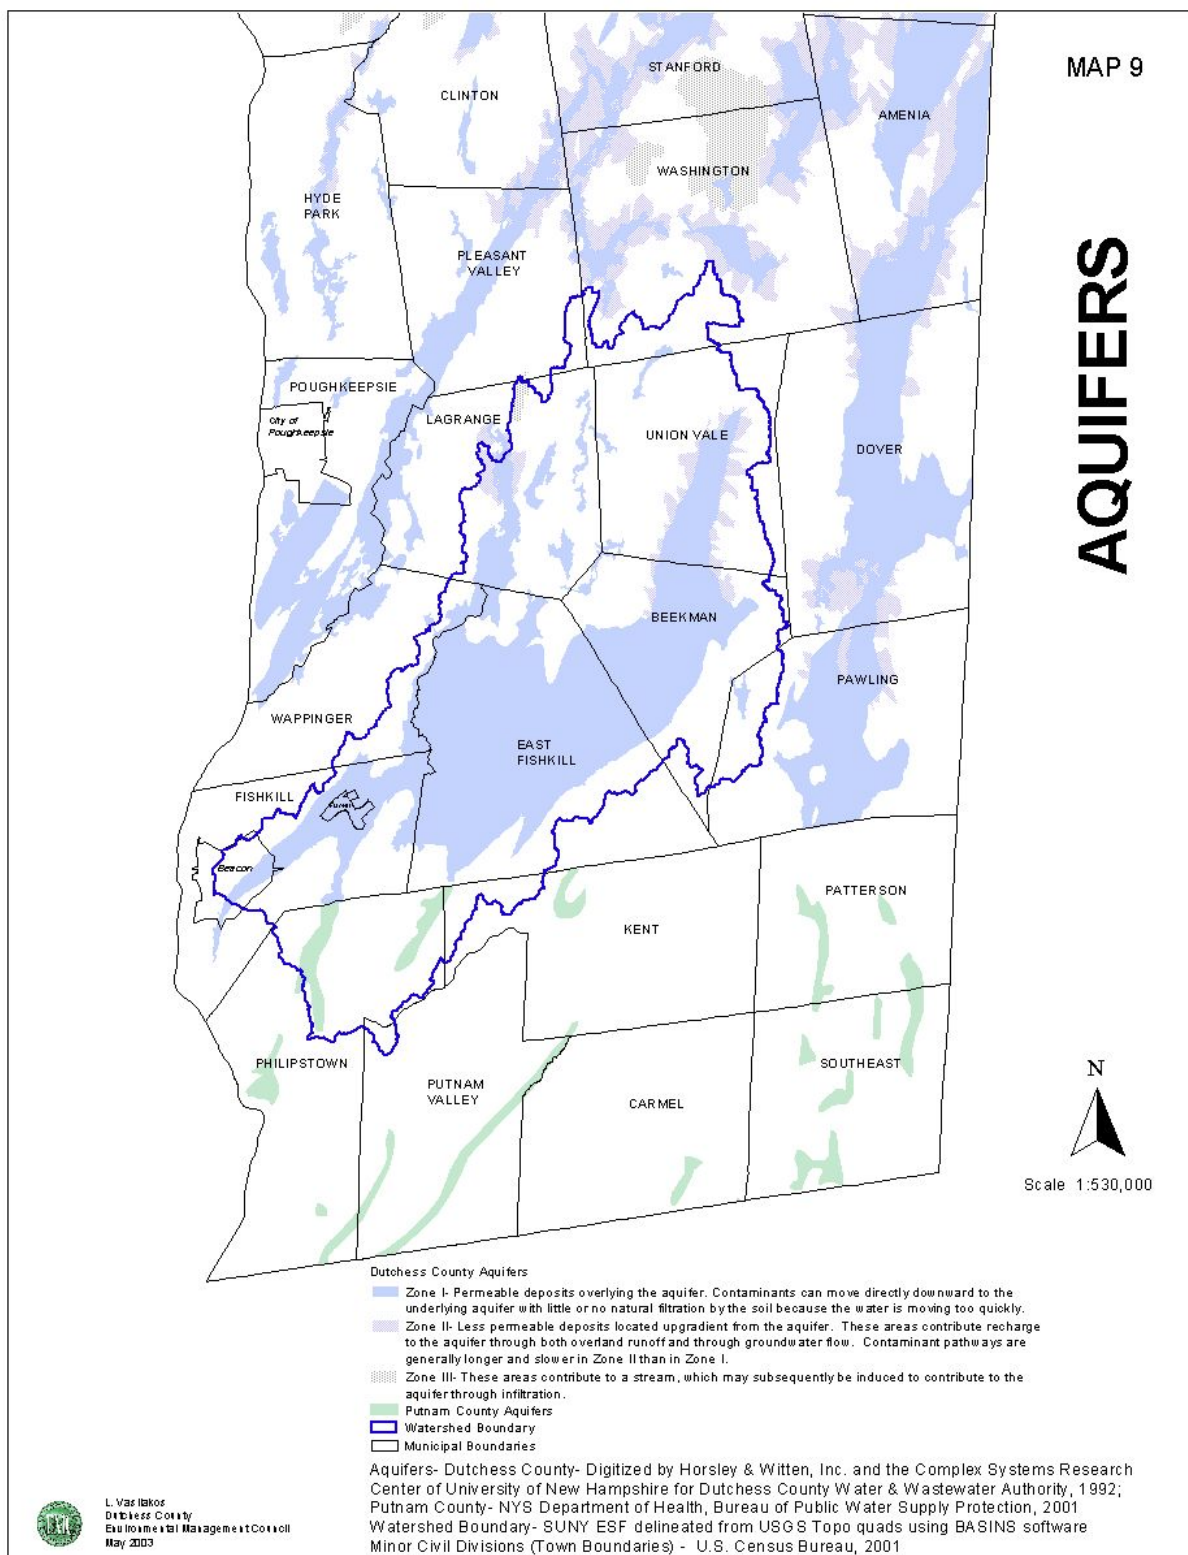 MAP 9
STANFORD
CLINTON
AMENIA
WASHINGTON
HYDE
PARK
PLEASANT
VALLEY
AQUIFERS
POUGHKEEPSIE
City of
Poughkeepsie
LAGRANGE
UNION VALE
DOVER
BEEKMAN
PAWLING
WAPPINGER
EAST
FISHKILL
FISHKILL
Beacon
PATTERSON
KENT
PHILIPSTOWN
SOUTHEAST
PUTNAM
VALLEY
CARMEL
N
Scale 1:530,000
Dutchess County Aquifers
Zone I- Permeable deposits overlying the aquifer. Contaminants can move directly downward to the
underlying aquifer with little or no natural filtration by the soil because the water is moving too quickly.
Zone II- Less permeable deposits located upgradient from the aquifer. These areas contribute recharge
to the aquifer through both overland runoff and through groundwater flow. Contaminant pathways are
generally longer and slower in Zone II than in Zone I.
Zone III- These areas contribute to a stream, which may subsequently be induced to contribute to the
aquifer through infiltration.
Putnam County Aquifers
Watershed Boundary
Municipal Boundaries
Aquifers- Dutchess County- Digitized by Horsley & Witten, Inc. and the Complex Systems Research
Center of University of New Hampshire for Dutchess County Water & Wastewater Authority, 1992;
Putnam County- NYS Department of Health, Bureau of Public Water Supply Protection, 2001
Watershed Boundary- SUNY ESF delineated from USGS Topo quads using BASINS software
Minor Civil Divisions (Town Boundaries) - U.S. Census Bureau, 2001
L. Vasilakos
Dutchess County
Environmental Management Council
May 2003